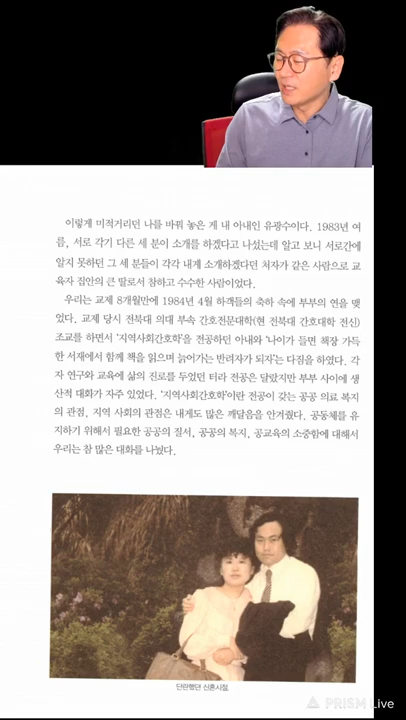 이렇게 미적거리던 나를 바꿔 놓은 게 내 아내인 유광수이다. 1983년 여
름, 서로 각기 다른 세 분이 소개를 하겠다고 나섰는데 알고 보니 서로간에
알지 못하던 그 세 분들이 각각 내게 소개하겠다던 처자가 같은 사람으로 교
육자 집안의 큰 딸로서 참하고 수수한 사람이었다.
우리는 교제 8개월만에 1984년 4월 하객들의 축하 속에 부부의 연을 맺
었다. 교제 당시 전북대 의대 부속 간호전문대학(현 전북대 간호대학 전신)
조교를 하면서 '지역사회간호학'을 전공하던 아내와 '나이가 들면 책장 가득
한 서재에서 함께 책을 읽으며 늙어가는 반려자가 되자'는 다짐을 하였다. 각
자 연구와 교육에 삶의 진로를 두었던 터라 전공은 달랐지만 부부 사이에 생
산적 대화가 자주 있었다. '지역사회간호학'이란 전공이 갖는 공공 의료 복지
의 관점, 지역 사회의 관점은 내게도 많은 깨달음을 안겨줬다. 공동체를 유
지하기 위해서 필요한 공공의 질서, 공공의 복지, 공교육의 소중함에 대해서
우리는 참 많은 대화를 나눴다.
단란했던 신혼시절.
PRISM Live